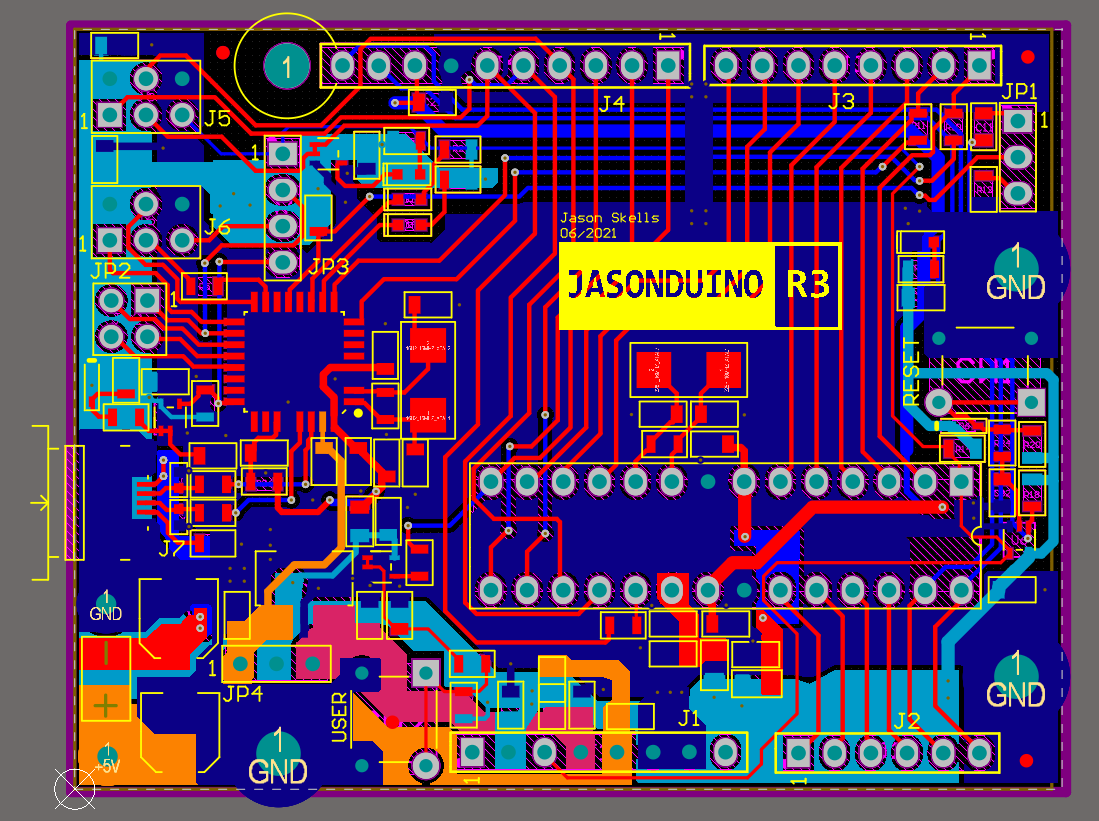 1
1
1
J4
J3
JP1
1
J5
1
1
Jason Skells
06/2021
J6
1
JASONDUINO R3
JP3
JP2
1
1
GND
RESET
J7
1
GND
1
GND
1
JP4
USER
J1
J2
1
GND
1
+5V
1
1